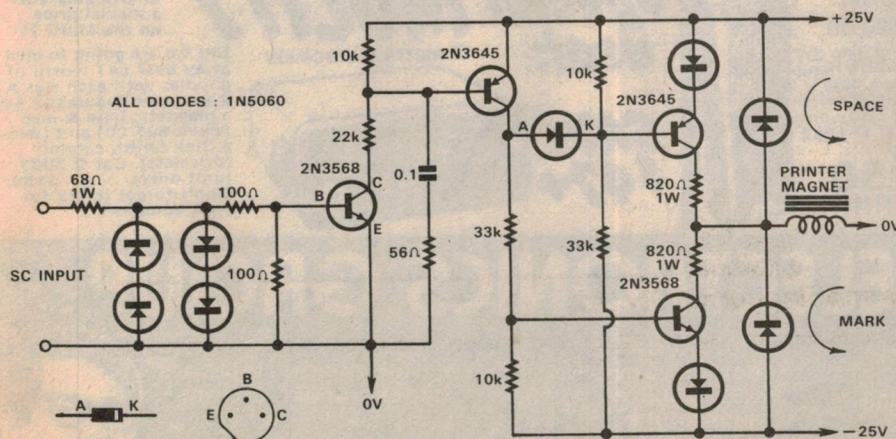 +25V
10k
2N3645
10k
ALL DIODES : 1N5060
2N3645
SPACE
22k
A
K
2N3568
0.1
C
68Ω
1W
100Ω
B
820Ω
1W
PRINTER
MAGNET
E
33k
0V
56Ω
33k
820Ω
1W
SC INPUT
100Ω
2N3568
MARK
10k
B
A
K
E
C
0V
−25V